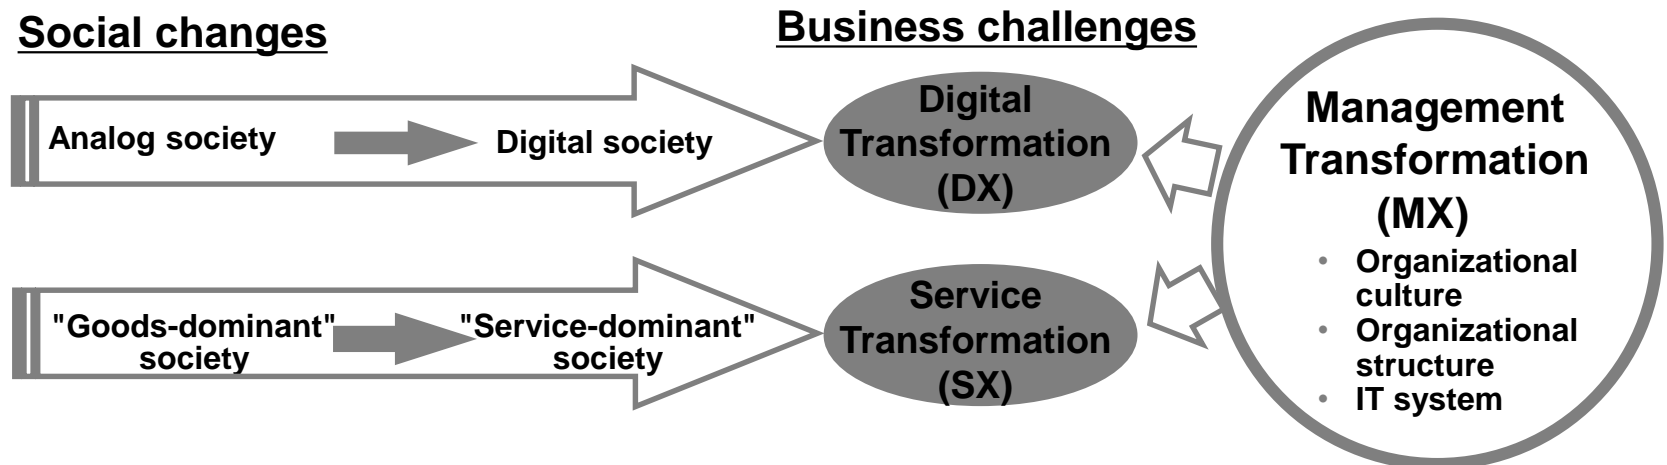 Social changes
Business challenges
Analog society
Digital society
Digital
Transformation
(DX)
"Goods-dominant"
society
"Service-dominant"
society
Service
Transformation
(SX)
Management
Transformation
(MX)
• Organizational
culture
• Organizational
structure
• IT system